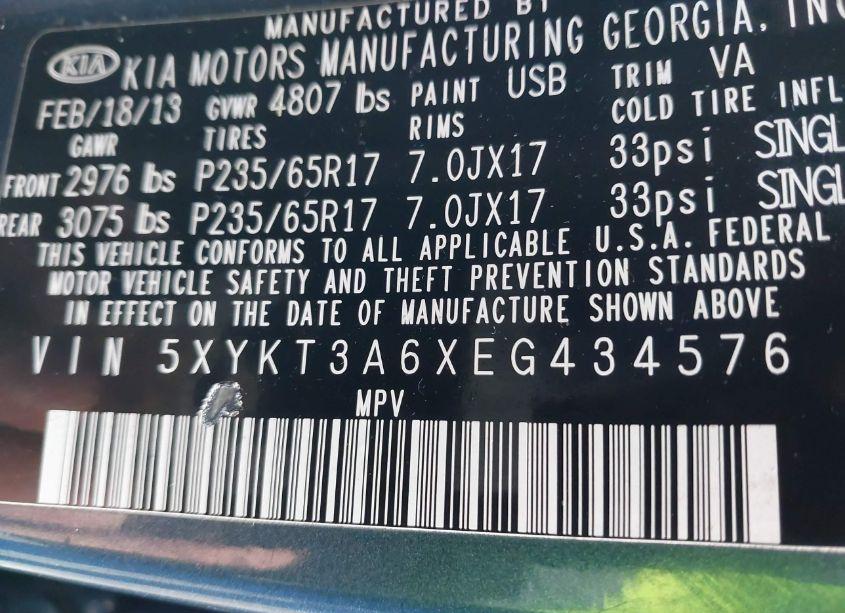 MANUFACTURED BY
KIA KIA MOTORS MANUFACTURING GEORGIA, INC
FEB/18/13 GVWR 4807 lbs PAINT USB TRIM VA
GAWR TIRES RIMS COLD TIRE INFL
FRONT 2976 lbs P235/65R17 7.0JX17 33psi SINGL
REAR 3075 lbs P235/65R17 7.0JX17 33psi SINGL
THIS VEHICLE CONFORMS TO ALL APPLICABLE U.S.A. FEDERAL
MOTOR VEHICLE SAFETY AND THEFT PREVENTION STANDARDS
IN EFFECT ON THE DATE OF MANUFACTURE SHOWN ABOVE
VIN 5XYKT3A6XEG434576
MPV